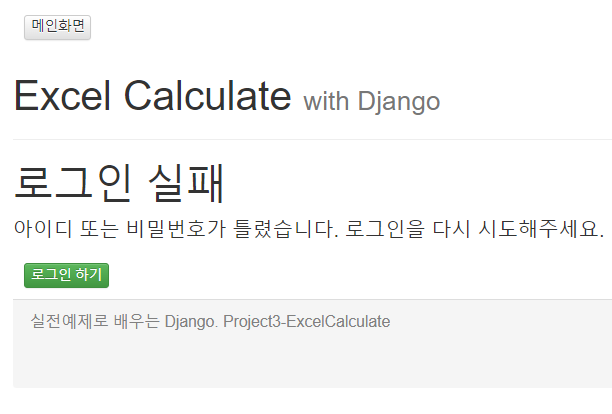 메인화면
Excel Calculate with Django
로그인 실패
아이디 또는 비밀번호가 틀렸습니다. 로그인을 다시 시도해주세요.
로그인 하기
실전예제로 배우는 Django. Project3-ExcelCalculate